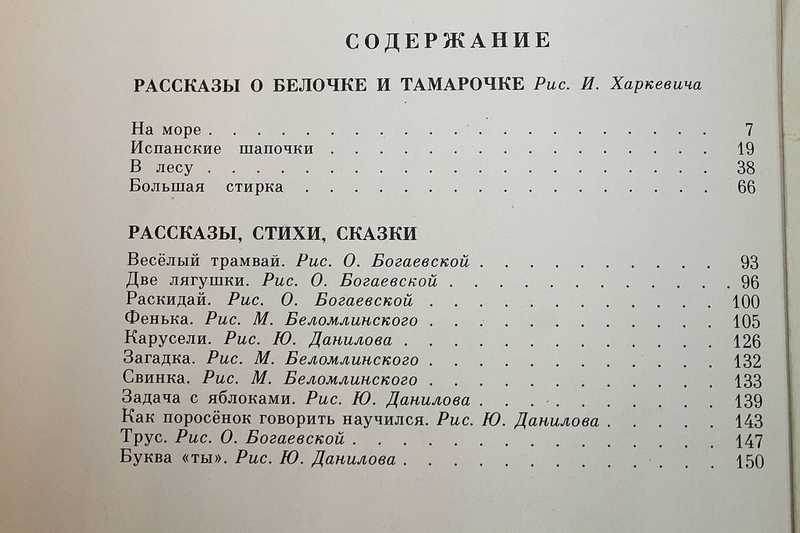 СОДЕРЖАНИЕ
РАССКАЗЫ О БЕЛОЧКЕ И ТАМАРОЧКЕ Рис. И. Харкевича
На море . . . . . . . . . . . . . . . . . . . . 7
Испанские шапочки . . . . . . . . . . . . . . . . 19
В лесу . . . . . . . . . . . . . . . . . . . . 38
Большая стирка . . . . . . . . . . . . . . . . . 66
РАССКАЗЫ, СТИХИ, СКАЗКИ
Весёлый трамвай. Рис. О. Богаевской . . . . . . . . . . 93
Две лягушки. Рис. О. Богаевской . . . . . . . . . . . . 96
Раскидай. Рис. О. Богаевской . . . . . . . . . . . . 100
Фенька. Рис. М. Беломлинского . . . . . . . . . . . . 105
Карусели. Рис. Ю. Данилова . . . . . . . . . . . . . 126
Загадка. Рис. М. Беломлинского . . . . . . . . . . . . 132
Свинка. Рис. М. Беломлинского . . . . . . . . . . . . 133
Задача с яблоками. Рис. Ю. Данилова . . . . . . . . . . 139
Как поросёнок говорить научился. Рис. Ю. Данилова . . . . . 143
Трус. Рис. О. Богаевской . . . . . . . . . . . . . . . 147
Буква «ты». Рис. Ю. Данилова . . . . . . . . . . . . . 150